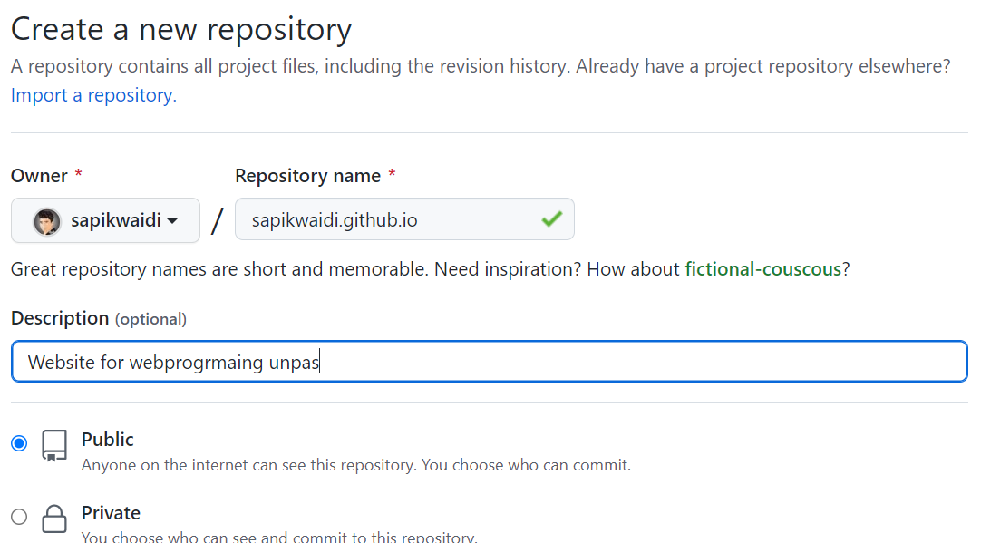 Create a new repository
A repository contains all project files, including the revision history. Already have a project repository elsewhere?
Import a repository.
Owner * Repository name *
sapikwaidi / sapikwaidi.github.io
Great repository names are short and memorable. Need inspiration? How about fictional-couscous?
Description (optional)
Website for webprogrmaing unpas
Public
Anyone on the internet can see this repository. You choose who can commit.
Private
You choose who can see and commit to this repository.